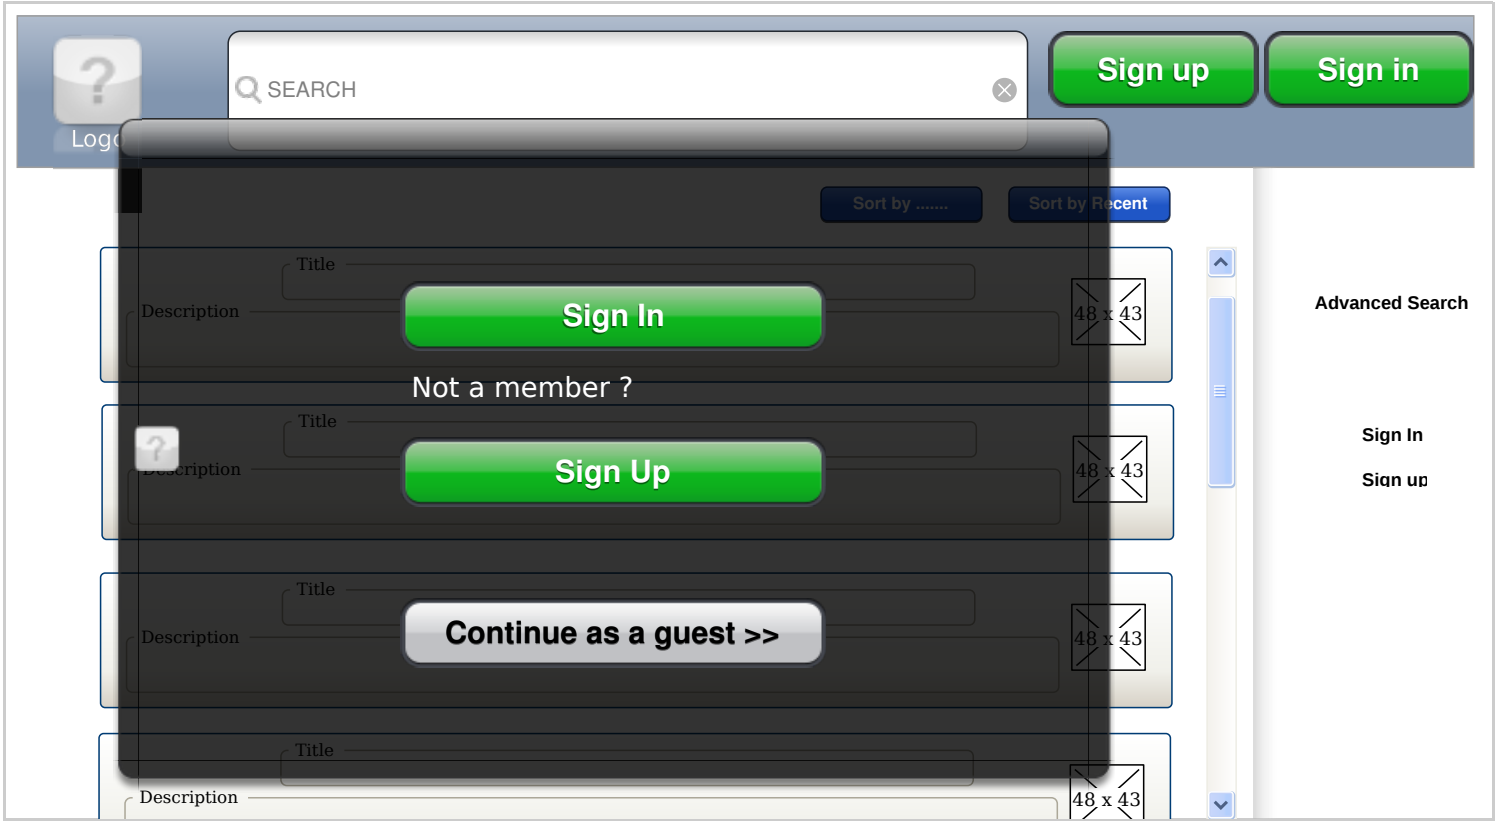 Sign up
Sign in
SEARCH
Logo
Sort by .......
Sort by Recent
Title
Description
48 x 43
Sign In
Advanced Search
Not a member ?
Title
Description
48 x 43
Sign Up
Sign In
Sign up
Title
Description
48 x 43
Continue as a guest >>
Title
Description
48 x 43